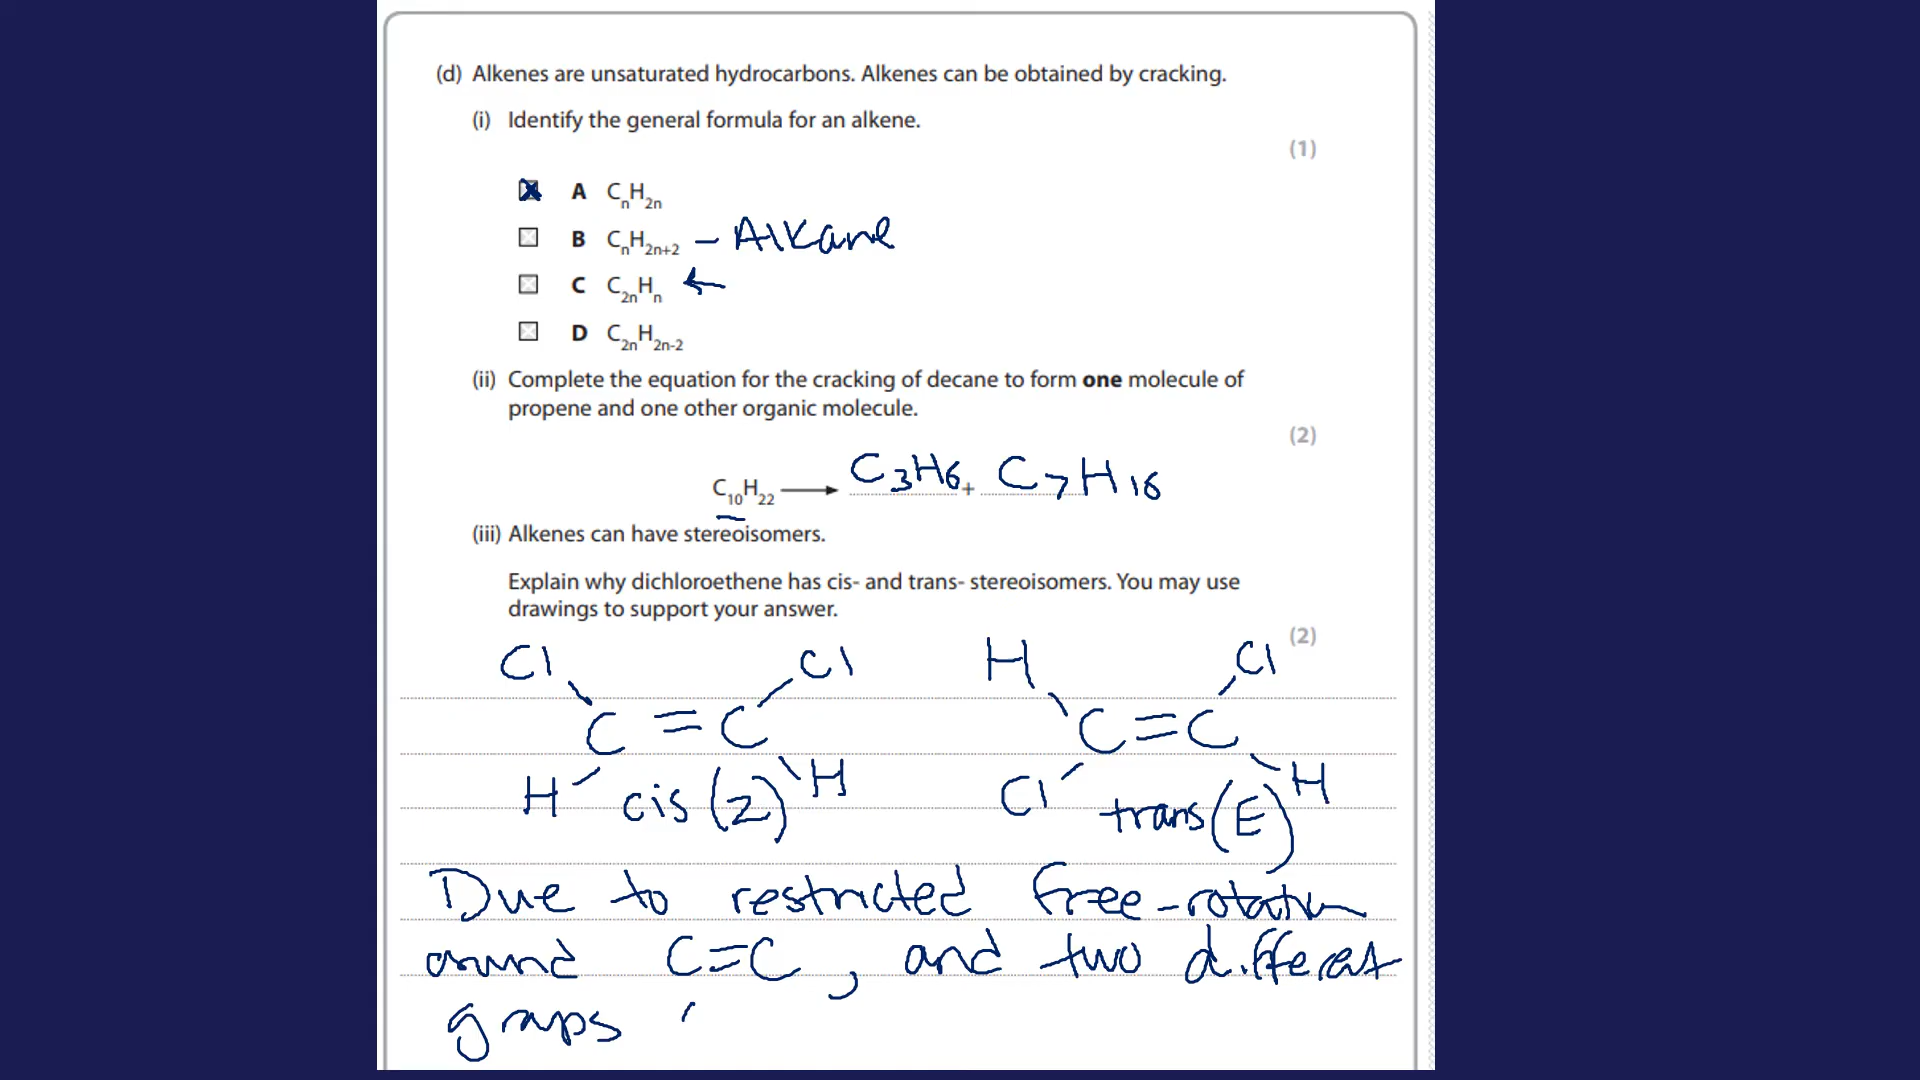 (d) Alkenes are unsaturated hydrocarbons. Alkenes can be obtained by cracking.
(i) Identify the general formula for an alkene.
(1)
A CnH2n
B CnH2n+2 - Alkane
C C2nHn ←
D C2nH2n-2
(ii) Complete the equation for the cracking of decane to form one molecule of
propene and one other organic molecule.
(2)
C10H22 → C3H6 + C7H16
(iii) Alkenes can have stereoisomers.
Explain why dichloroethene has cis- and trans- stereoisomers. You may use
drawings to support your answer.
(2)
Cl Cl H Cl
C = C C = C
H cis (Z) H Cl trans (E) H
Due to restricted free-rotation
around C=C, and two different
groups